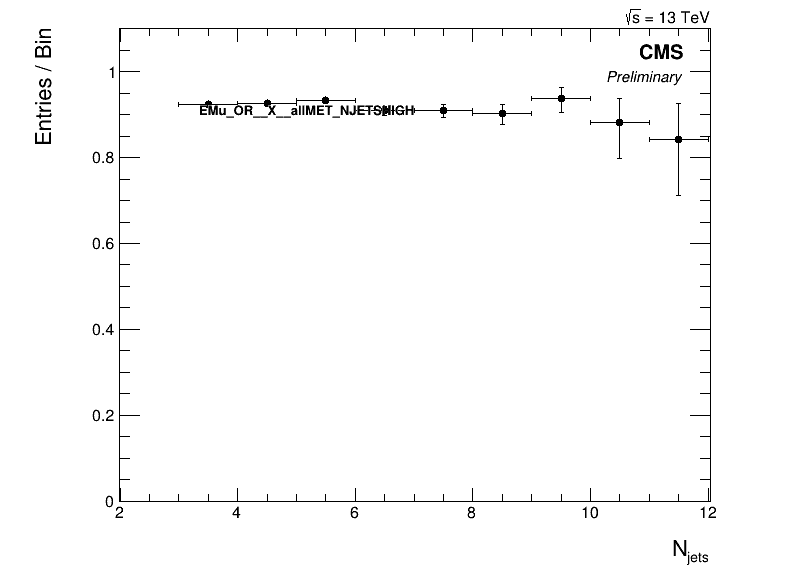 √s = 13 TeV
Entries / Bin
CMS
Preliminary
EMu_OR__X__allMET_NJETSHIGH
1
0.8
0.6
0.4
0.2
0
2 4 6 8 10 12
N_jets